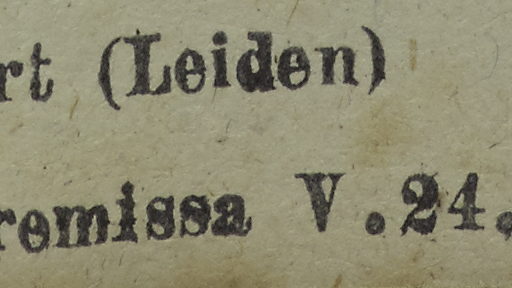 rt (Leiden)
remissa V.24.